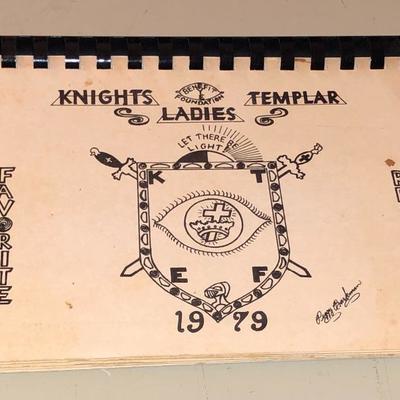 BENEFIT
FOUNDATION
KNIGHTS TEMPLAR
LADIES
LET THERE BE
LIGHT
K T
E F
1979
FAVORITE